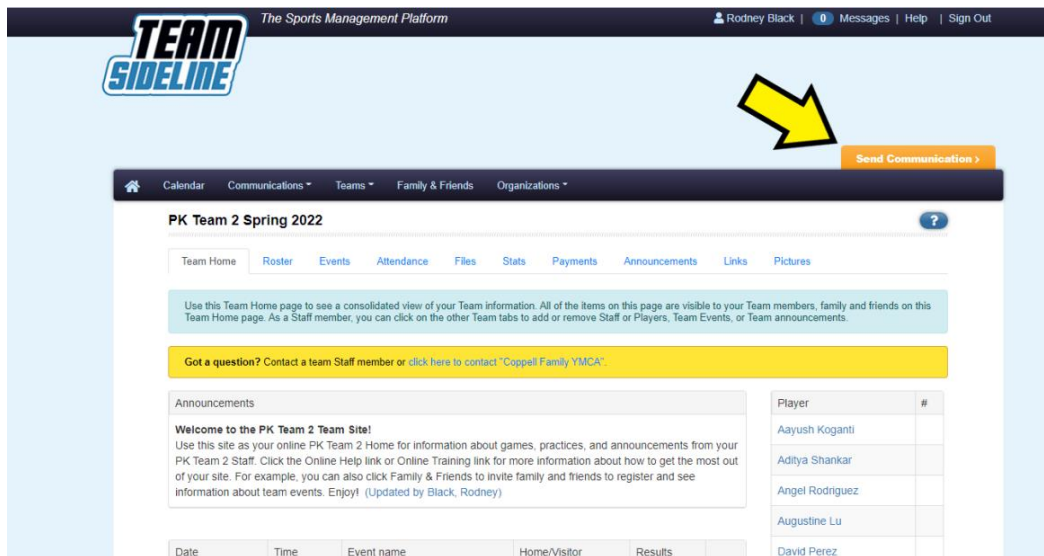 The Sports Management Platform
Rodney Black | 0 Messages | Help | Sign Out
TEAM
SIDELINE
Send Communication >
Calendar Communications Teams Family & Friends Organizations
PK Team 2 Spring 2022
?
Team Home Roster Events Attendance Files Stats Payments Announcements Links Pictures
Use this Team Home page to see a consolidated view of your Team information. All of the items on this page are visible to your Team members, family and friends on this
Team Home page. As a Staff member, you can click on the other Team tabs to add or remove Staff or Players, Team Events, or Team announcements.
Got a question? Contact a team Staff member or click here to contact "Coppell Family YMCA".
Announcements
Welcome to the PK Team 2 Team Site!
Use this site as your online PK Team 2 Home for information about games, practices, and announcements from your
PK Team 2 Staff. Click the Online Help link or Online Training link for more information about how to get the most out
of your site. For example, you can also click Family & Friends to invite family and friends to register and see
information about team events. Enjoy! (Updated by Black, Rodney)
Date Time Event name Home/Visitor Results
Player #
Aayush Koganti
Aditya Shankar
Angel Rodriguez
Augustine Lu
David Perez